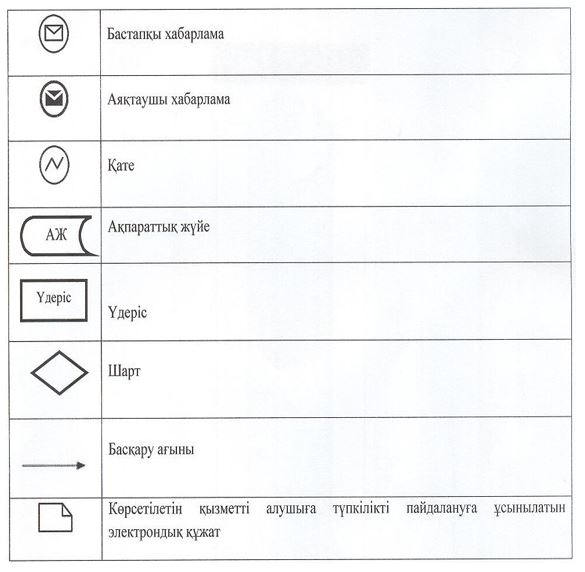 Бастапқы хабарлама
Аяқтаушы хабарлама
Қате
АЖ
Ақпараттық жүйе
Үдеріс
Үдеріс
Шарт
Басқару ағыны
Көрсетілетін қызметті алушыға түпкілікті пайдалануға ұсынылатын
электрондық құжат